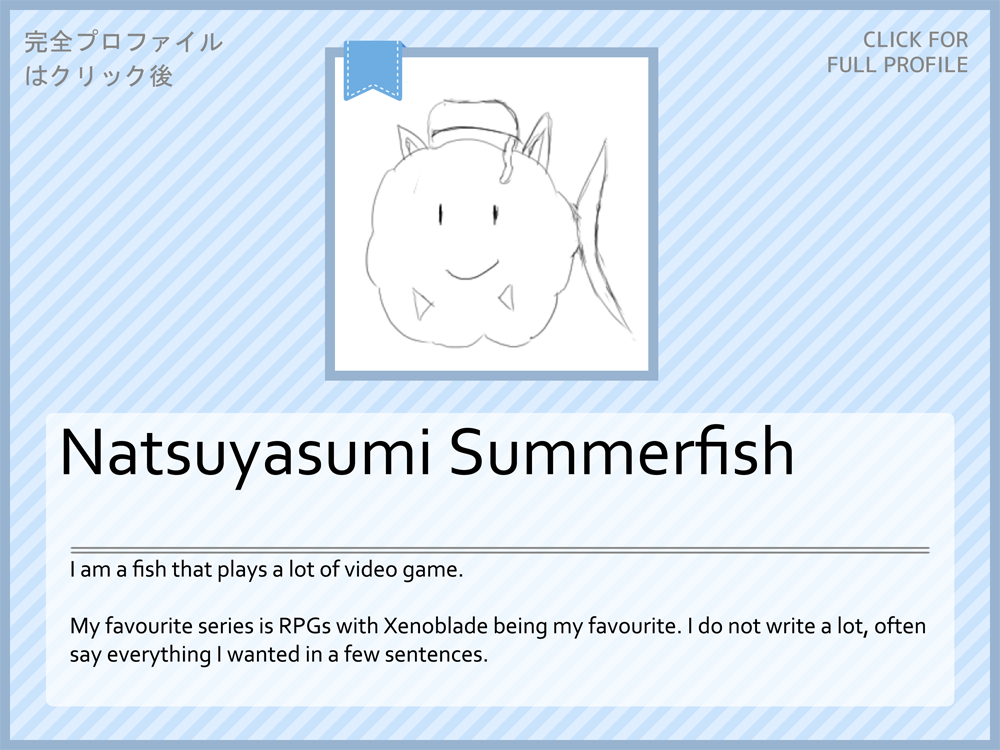 完全プロファイル
はクリック後
CLICK FOR
FULL PROFILE
Natsuyasumi Summerfish
I am a fish that plays a lot of video game.
My favourite series is RPGs with Xenoblade being my favourite. I do not write a lot, often
say everything I wanted in a few sentences.